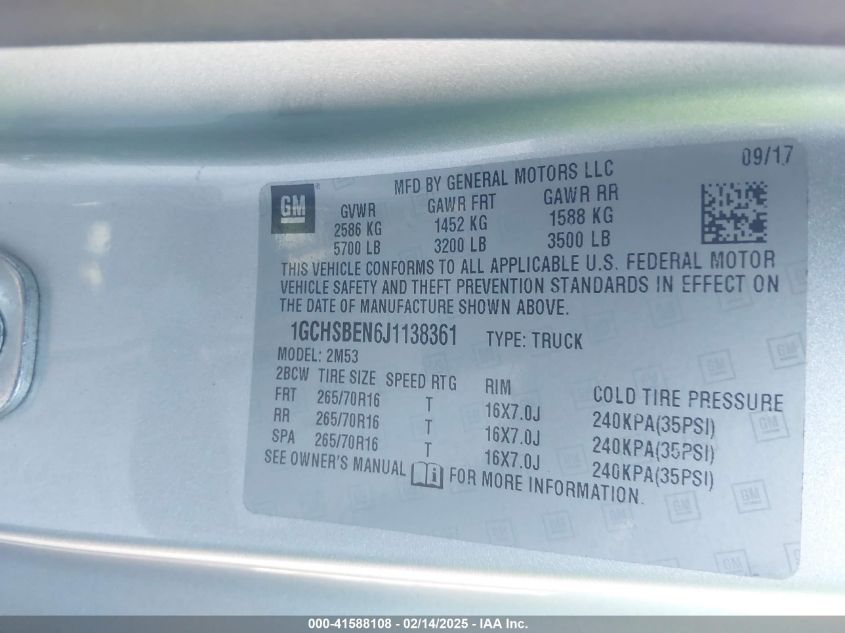 09/17
MFD BY GENERAL MOTORS LLC
GM
GVWR GAWR FRT GAWR RR
2586 KG 1452 KG 1588 KG
5700 LB 3200 LB 3500 LB
THIS VEHICLE CONFORMS TO ALL APPLICABLE U.S. FEDERAL MOTOR
VEHICLE SAFETY AND THEFT PREVENTION STANDARDS IN EFFECT ON
THE DATE OF MANUFACTURE SHOWN ABOVE.
1GCHSBEN6J1138361 TYPE: TRUCK
MODEL: 2M53
2BCW TIRE SIZE SPEED RTG RIM COLD TIRE PRESSURE
FRT 265/70R16 T 16X7.0J 240KPA(35PSI)
RR 265/70R16 T 16X7.0J 240KPA(35PSI)
SPA 265/70R16 T 16X7.0J 240KPA(35PSI)
SEE OWNER'S MANUAL FOR MORE INFORMATION.
000-41588108 - 02/14/2025 - IAA Inc.